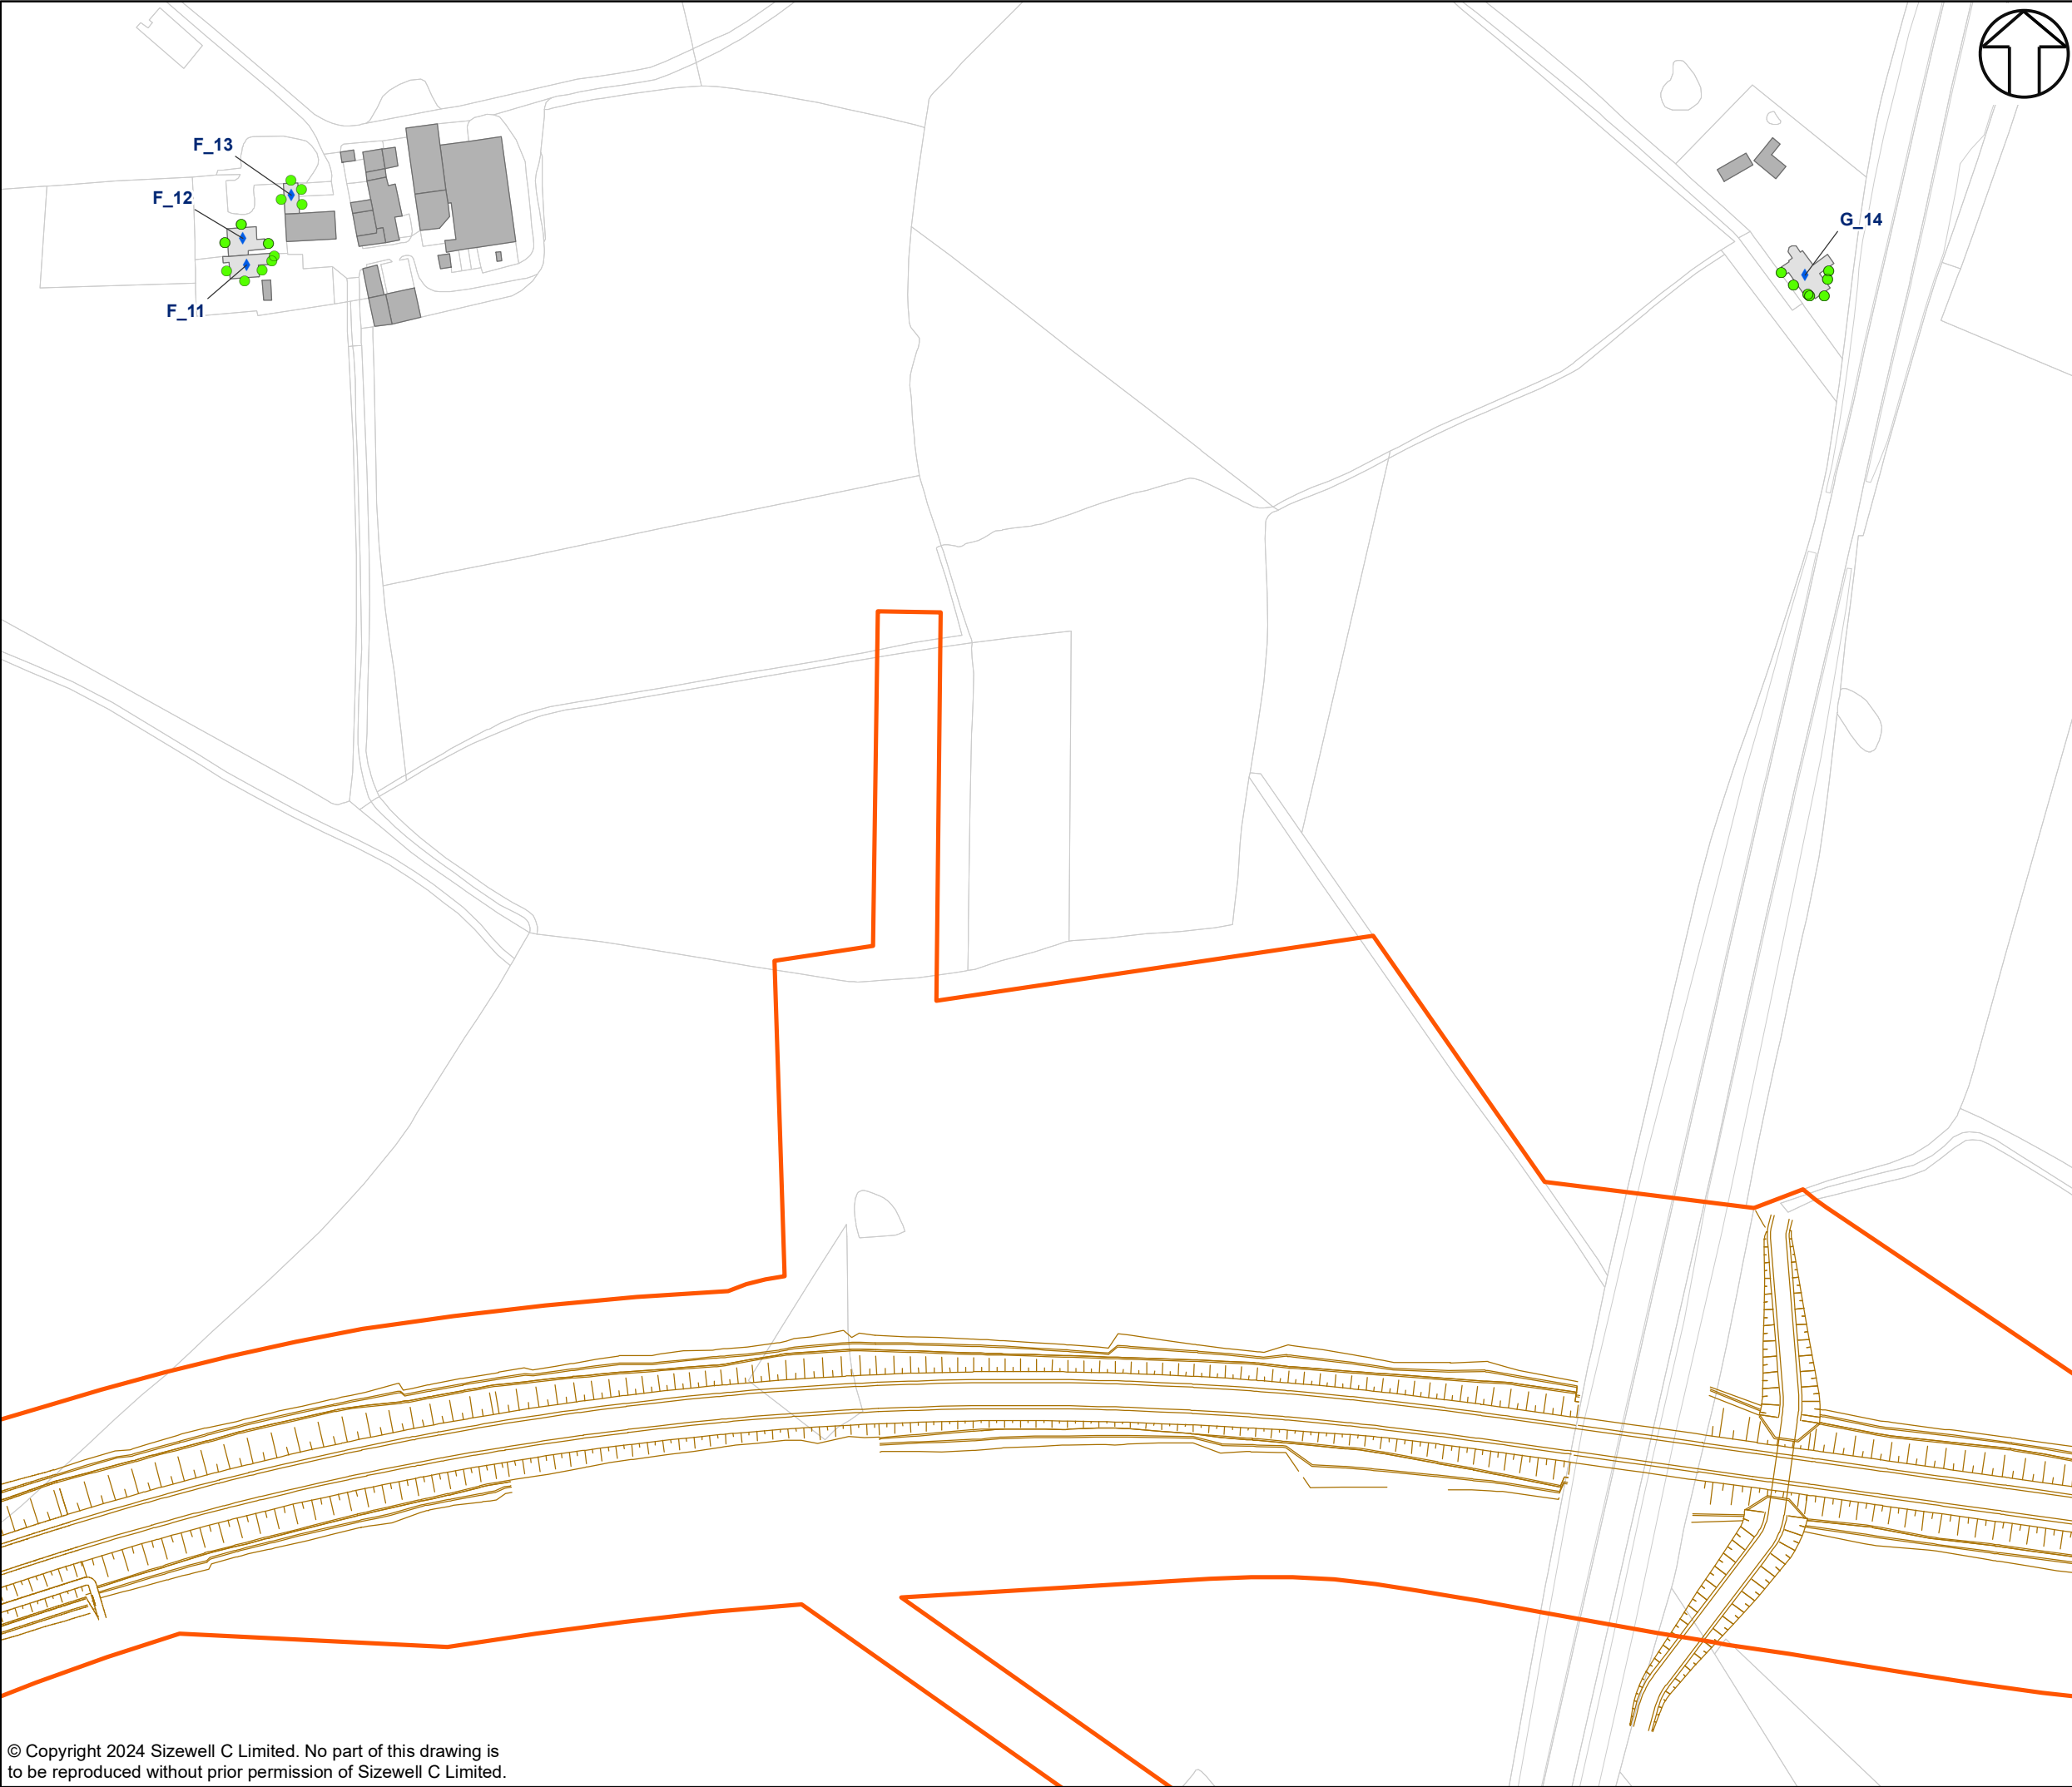 F_13
F_12
G_14
F_11
© Copyright 2024 Sizewell C Limited. No part of this drawing is
to be reproduced without prior permission of Sizewell C Limited.